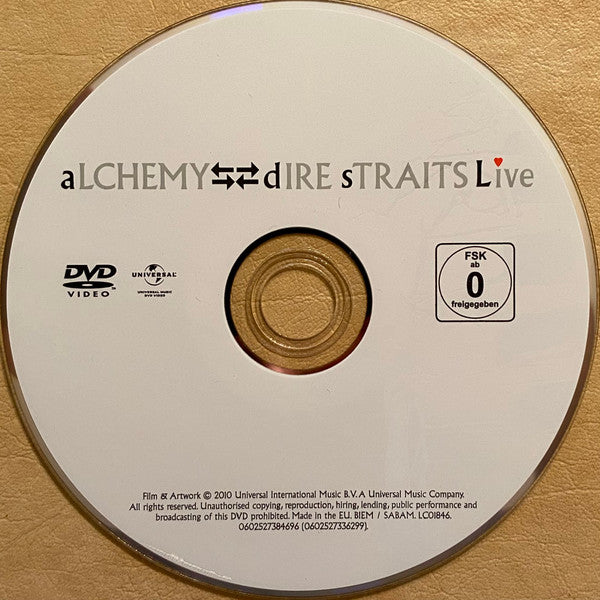 aLCHEMY⇆⇄dIRE sTRAITS Live
DVD
VIDEO
UNIVERSAL
UNIVERSAL MUSIC
DVD VIDEO
FSK
ab
0
freigegeben
Film & Artwork © 2010 Universal International Music B.V. A Universal Music Company.
All rights reserved. Unauthorised copying, reproduction, hiring, lending, public performance and
broadcasting of this DVD prohibited. Made in the EU. BIEM / SABAM. LC01846.
0602527384696 (0602527336299).